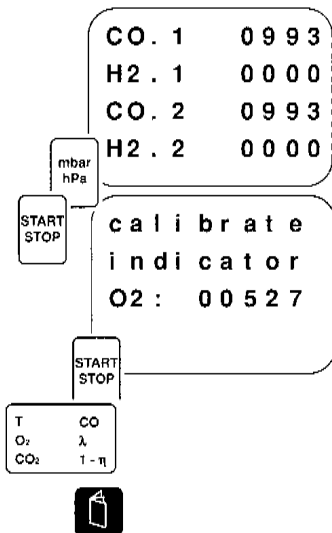 CO. 1 0993
H2. 1 0000
CO. 2 0993
H2. 2 0000
mbar
hPa
START
STOP
calibrate
indicator
O2: 00527
START
STOP
T CO
O₂ λ
CO₂ 1 - η